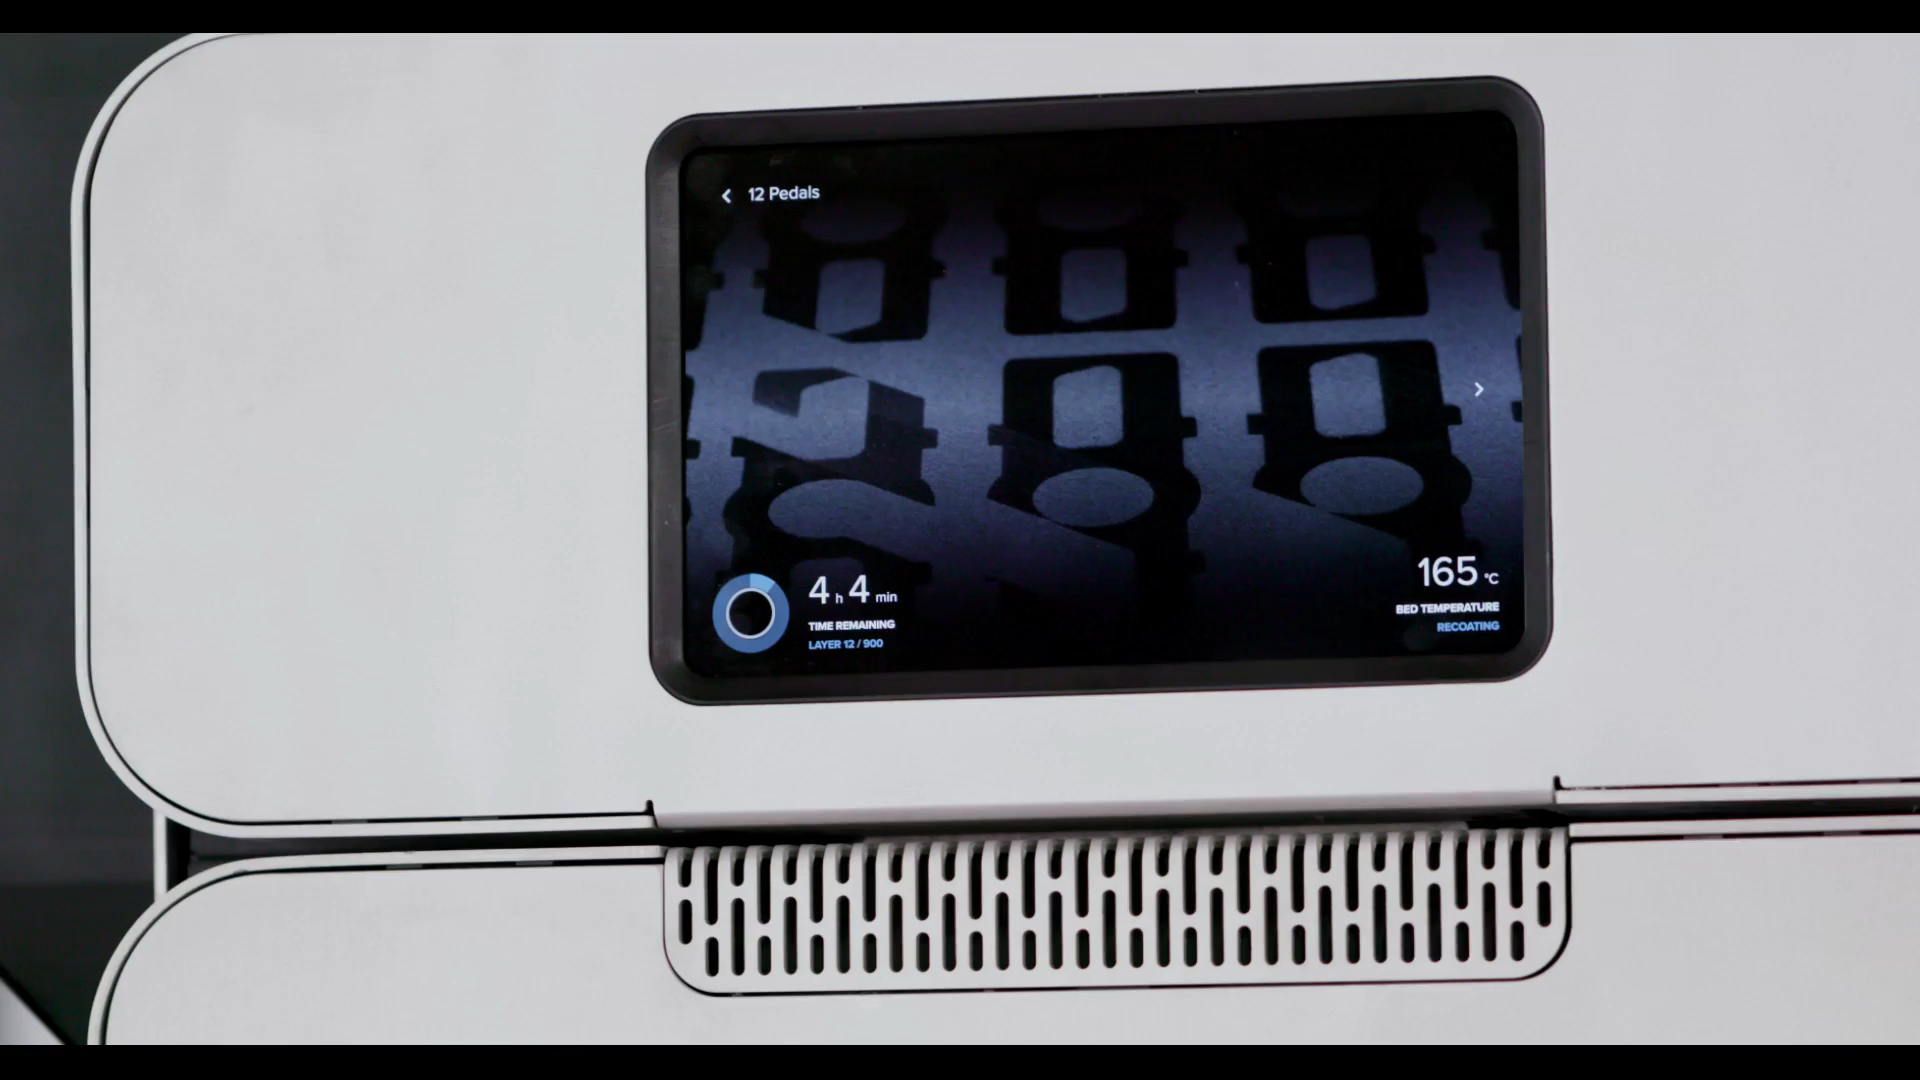 12 Pedals
4 h 4 min
TIME REMAINING
LAYER 12 / 900
165 °C
BED TEMPERATURE
RECOATING